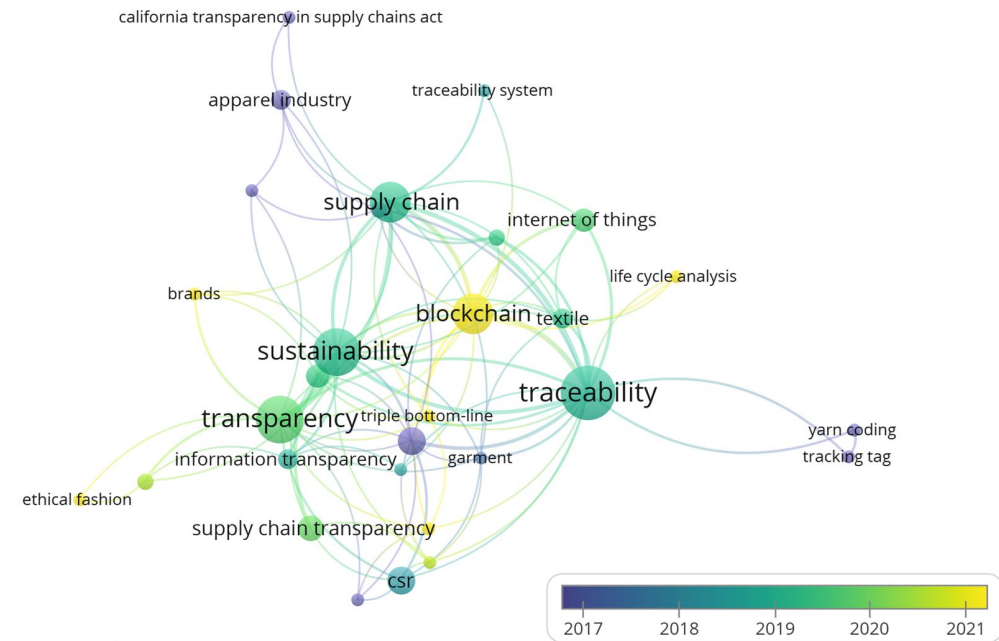 california transparency in supply chains act
apparel industry
traceability system
supply chain
internet of things
life cycle analysis
brands
blockchain
textile
sustainability
traceability
transparency
triple bottom-line
yarn coding
information transparency
garment
tracking tag
ethical fashion
supply chain transparency
csr
2017
2018
2019
2020
2021